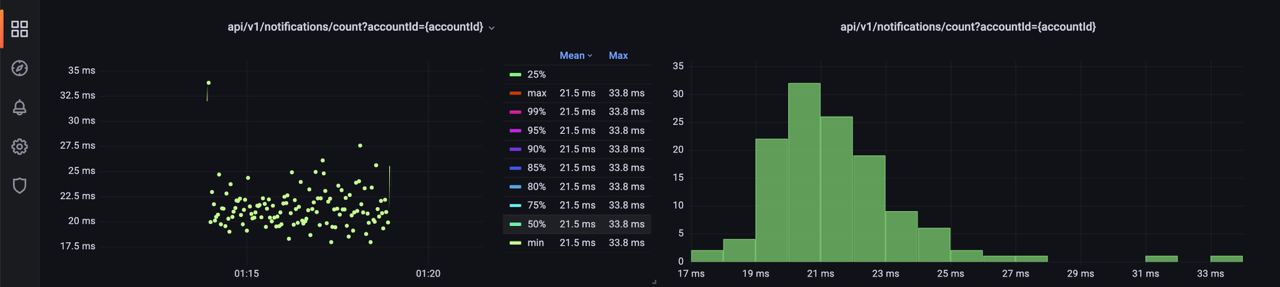 api/v1/notifications/count?accountId={accountId}
35 ms
32.5 ms
30 ms
27.5 ms
25 ms
22.5 ms
20 ms
17.5 ms
01:15 01:20
Mean Max
25%
max 21.5 ms 33.8 ms
99% 21.5 ms 33.8 ms
95% 21.5 ms 33.8 ms
90% 21.5 ms 33.8 ms
85% 21.5 ms 33.8 ms
80% 21.5 ms 33.8 ms
75% 21.5 ms 33.8 ms
50% 21.5 ms 33.8 ms
min 21.5 ms 33.8 ms
api/v1/notifications/count?accountId={accountId}
35
30
25
20
15
10
5
0
17 ms 19 ms 21 ms 23 ms 25 ms 27 ms 29 ms 31 ms 33 ms